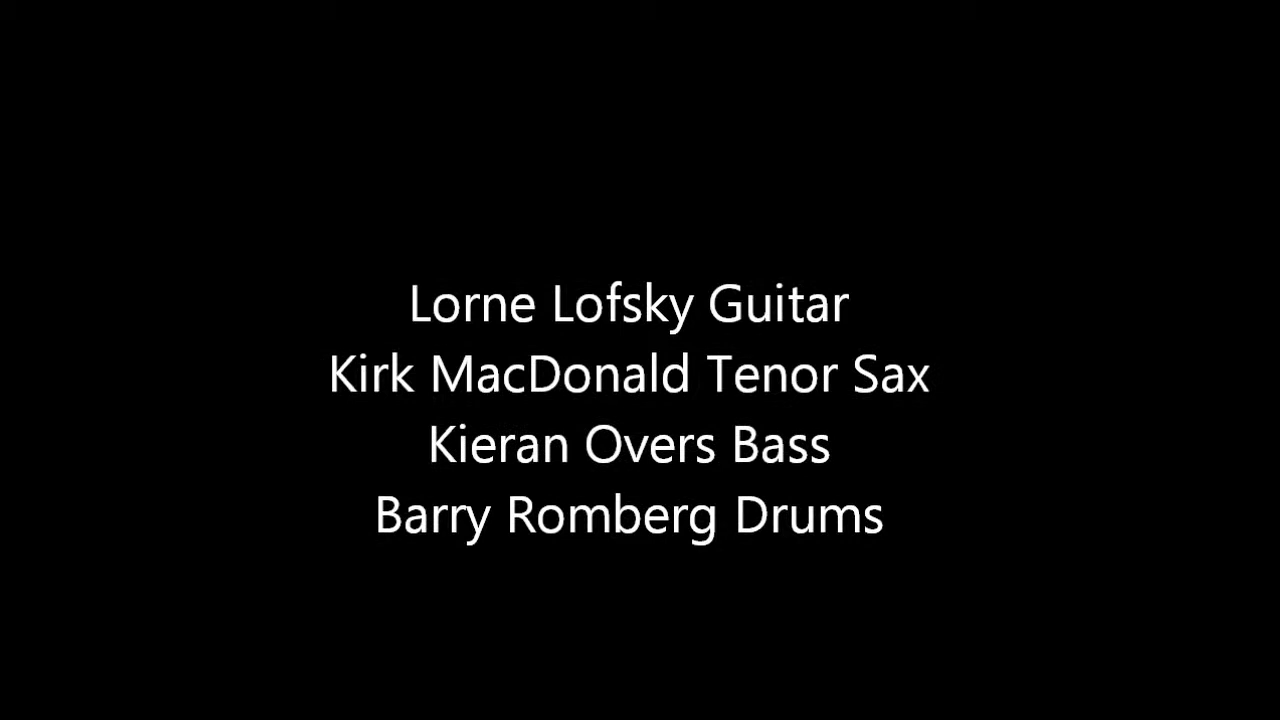 Lorne Lofsky Guitar
Kirk MacDonald Tenor Sax
Kieran Overs Bass
Barry Romberg Drums